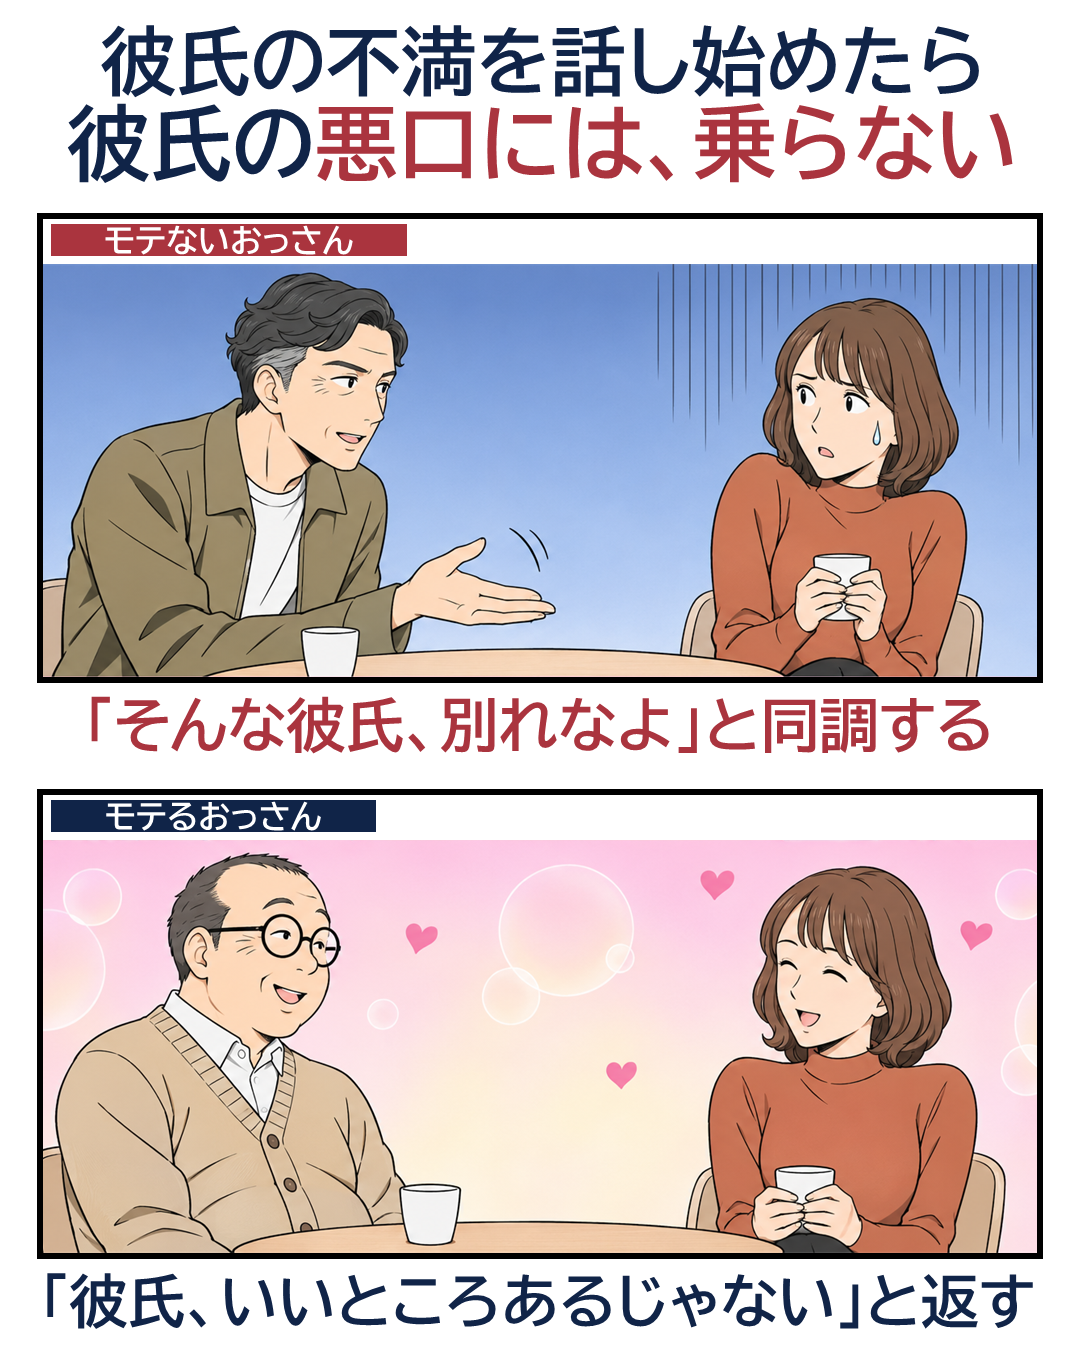 彼氏の不満を話し始めたら
彼氏の悪口には、乗らない
モテないおっさん
「そんな彼氏、別れなよ」と同調する
モテるおっさん
「彼氏、いいところあるじゃない」と返す